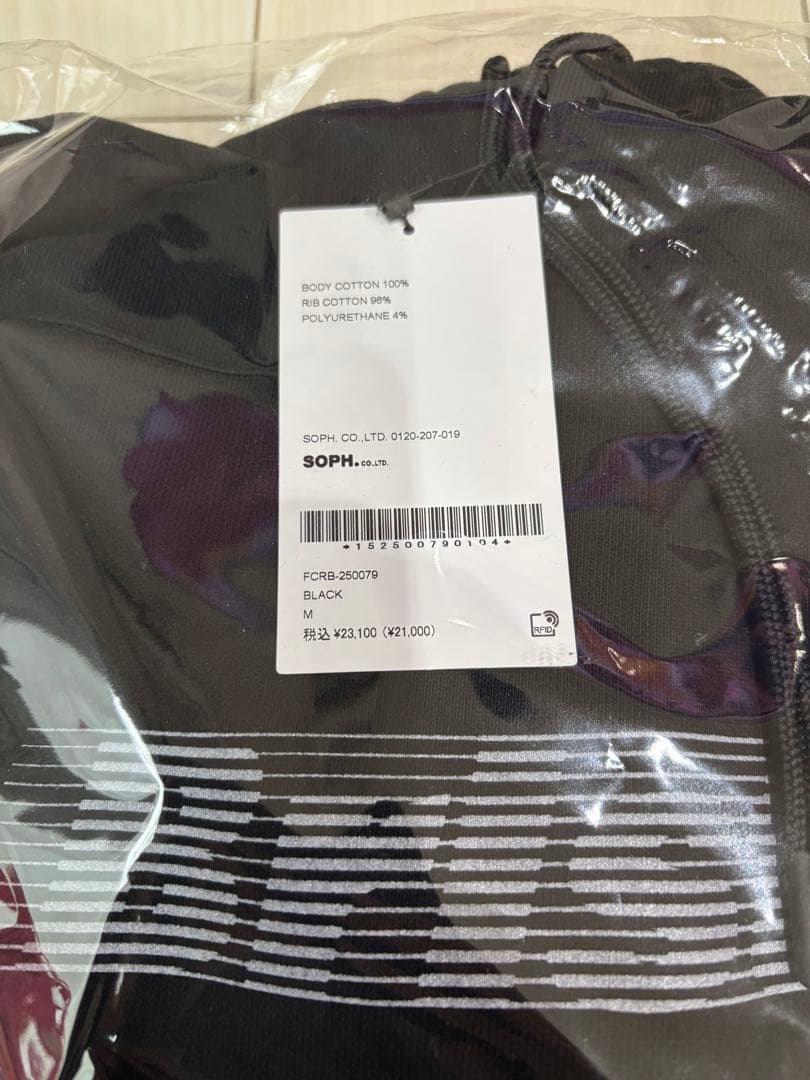 BODY COTTON 100%
RIB COTTON 96%
POLYURETHANE 4%
SOPH. CO.,LTD. 0120-207-019
SOPH.CO.,LTD.
*152500790104*
FCRB-250079
BLACK
M
税込 ¥23,100 (¥21,000)
RFID